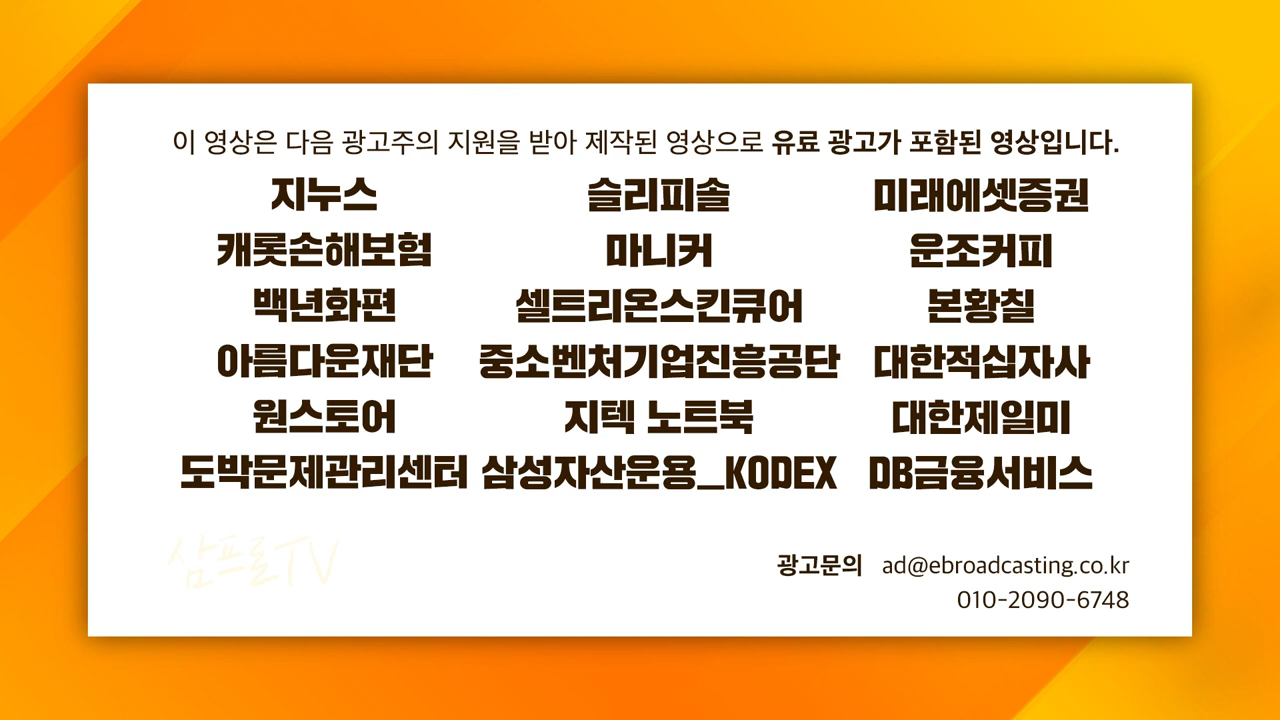 이 영상은 다음 광고주의 지원을 받아 제작된 영상으로 유료 광고가 포함된 영상입니다.
지누스 슬리피솔 미래에셋증권
캐롯손해보험 마니커 운조커피
백년화편 셀트리온스킨큐어 본황칠
아름다운재단 중소벤처기업진흥공단 대한적십자사
원스토어 지텍 노트북 대한제일미
도박문제관리센터 삼성자산운용_KODEX DB금융서비스
삼프로TV
광고문의 ad@ebroadcasting.co.kr
010-2090-6748